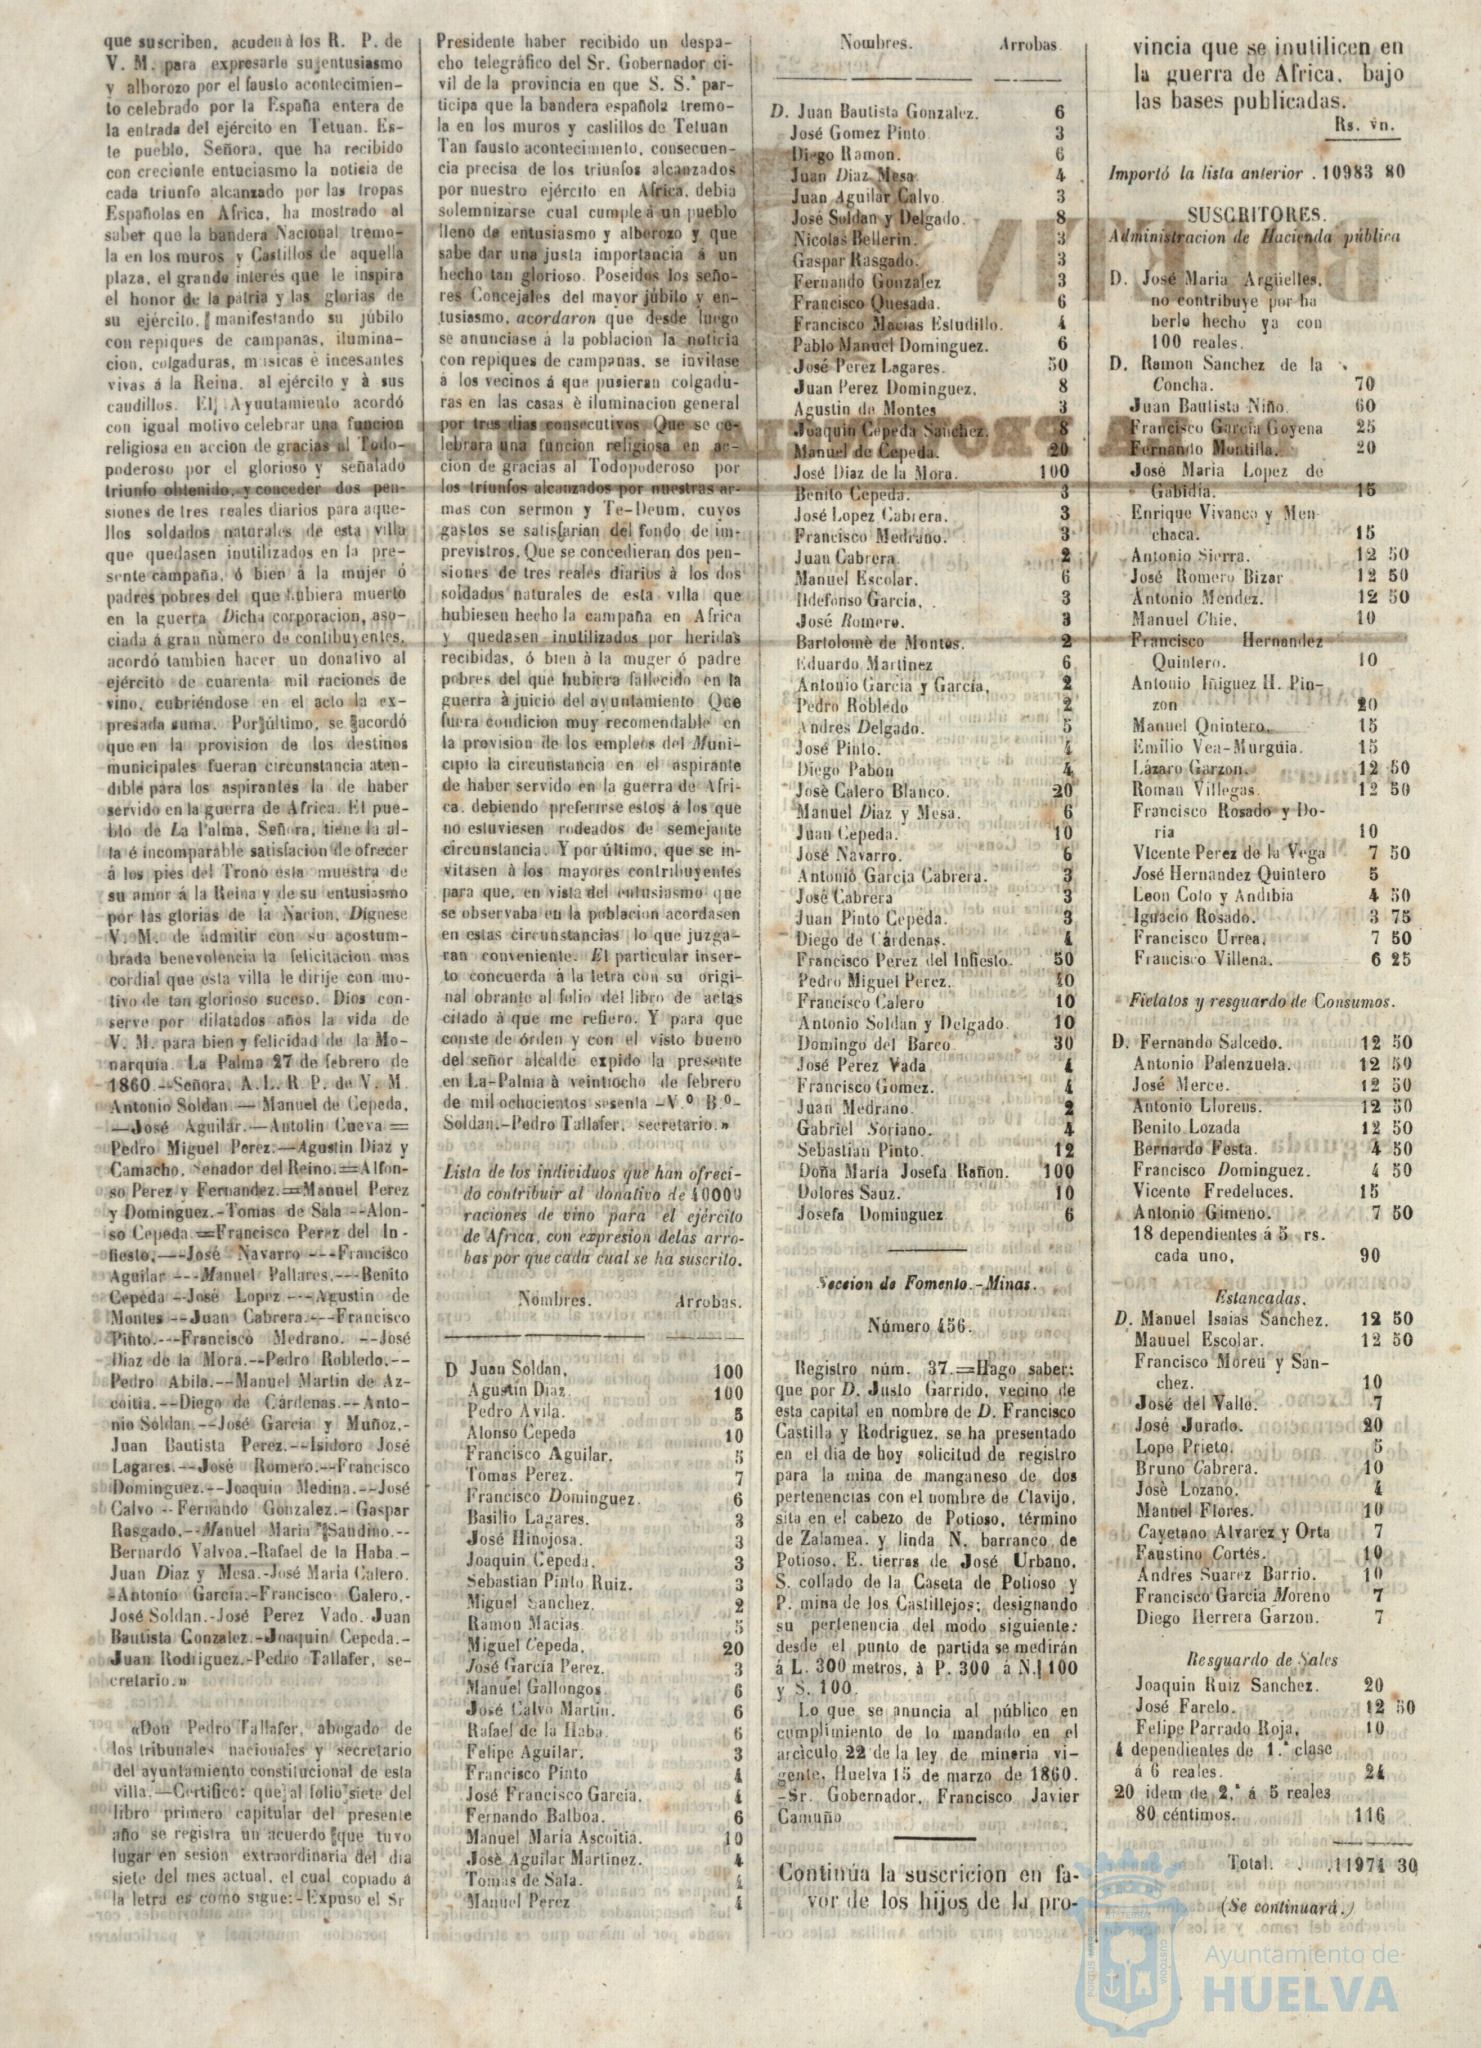 que suscriben, acuden à los R. P. de
V. M. para expresarle su entusiasmo
y alborozo por el fausto acontecimien-
to celebrado por la España entera de
la entrada del ejército en Tetuan. Es-
te pueblo, Señora, que ha recibido
con creciente entuciasmo la noticia de
cada triunfo alcanzado por las tropas
Españolas en Africa, ha mostrado al
saber que la bandera Nacional tremo-
la en los muros y Castillos de aquella
plaza, el grande interés que le inspira
el honor de la patria y las glorias de
su ejército, manifestando su júbilo
con repiques de campanas, ilumina-
cion, colgaduras, musicas è incesantes
vivas á la Reina, al ejército y à sus
caudillos. El Ayuutamiento acordó
con igual motivo celebrar una funcion
religiosa en accion de gracias al Todo-
poderoso por el glorioso y señalado
triunfo obtenido, y conceder dos pen-
siones de tres reales diarios para aque-
llos soldados naturales de esta villa
que quedasen inutilizados en la pre-
sente campaña, ó bien à la mujer ó
padres pobres del que hubiera muerto
en la guerra Dicha corporacion, aso-
ciada á gran nùmero de contibuyentes,
acordó tambien hacer un donativo al
ejército de cuarenta mil raciones de
vino, cubriéndose en el acto la ex-
presada suma. Por último, se acordó
que en la provision de los destinos
municipales fueran circunstancia aten-
dible para los aspirantes la de haber
servido en la guerra de Africa. El pue-
blo de La Palma, Señora, tiene la al-
ta é incomparable satisfacion de ofrecer
á los pies del Trono esta muestra de
su amor á la Reina y de su entusiasmo
por las glorias de la Nacion, Dígnese
V. M. de admitir con su acostum-
brada benevolencia la felicitacion mas
cordial que esta villa le dirije con mo-
tivo de tan glorioso suceso. Dios con-
serve por dilatados años la vida de
V. M. para bien y felicidad de la Mo-
narquía. La Palma 27 de febrero de
1860.--Señora. A. L. R. P. de V. M.
Antonio Soldan.—Manuel de Cepeda,
—José Aguilar.—Antolin Cueva=
Pedro Miguel Perez.—Agustin Diaz y
Camacho, Senador del Reino.=Alfon-
so Perez y Fernandez.=Manuel Perez
y Dominguez.-Tomas de Sala--Alon-
so Cepeda.=Francisco Perez del In-
fiesto,—-José Navarro---Francisco
Aguilar---Manuel Pallares.---Benito
Cepeda--José Lopez---Agustin de
Montes--Juan Cabrera.---Francisco
Pinto.---Francisco Medrano. --José
Diaz de la Mora.--Pedro Robledo.--
Pedro Abila.--Manuel Martin de Az-
coitia.--Diego de Cárdenas.--Anto-
nio Soldan.--José Garcia y Muñoz,-
Juan Bautista Perez.--Isidoro José
Lagares.--José Romero.--Francisco
Dominguez.--Joaquin Medina.--José
Calvo--Fernando Gonzalez.-Gaspar
Rasgado,--Manuel Maria Sandino.--
Bernardo Valvoa.-Rafael de la Haba.-
Juan Diaz y Mesa.-José Maria Calero.
-Antonio Garcia.-Francisco Calero,-
José Soldan.-José Perez Vado. Juan
Bautista Gonzalez.-Joaquin Cepeda.-
Juan Rodriiguez.-Pedro Tallafer, se-
cretario.»
«Don Pedro Tallafer, abogado de
los tribunales nacionales y secretario
del ayuntamiento constitucional de esta
villa.—Certifico: que al folio siete del
libro primero capitular del presente
año se registra un acuerdo que tuvo
lugar en sesion extraordinaria del dia
siete del mes actual, el cual copiado á
la letra es como sigue:-Expuso el Sr
Presidente haber recibido un despa-
cho telegráfico del Sr. Gobernador ci-
vil de la provincia en que S. S.ª par-
ticipa que la bandera española tremo-
la en los muros y castillos de Tetuan
Tan fausto acontecimiento, consecuen-
cia precisa de los triunfos alcanzados
por nuestro ejército en Africa, debia
solemnizarse cual cumple á un pueblo
lleno de entusiasmo y alborozo y que
sabe dar una justa importancia á un
hecho tan glorioso. Poseidos los seño-
res Concejales del mayor júbilo y en-
tusiasmo, acordaron que desde luego
se anunciase á la poblacion la noticia
con repiques de campanas, se invitase
à los vecinos á que pusieran colgadu-
ras en las casas è iluminacion general
por tres dias consecutivos. Que se ce-
lebrara una funcion religiosa en ac-
cion de gracias al Todopoderoso por
los triunfos alcanzados por nuestras ar-
mas con sermon y Te-Deum, cuyos
gastos se satisfarian del fondo de im-
previstros, Que se concedieran dos pen-
siones de tres reales diarios à los dos
soldados naturales de esta villa que
hubiesen hecho la campaña en Africa
y quedasen inutilizados por heridas
recibidas, ó bien à la muger ó padre
pobres del que hubiera fallecido en la
guerra à juicio del ayuntamiento Que
fuera condicion muy recomendable en
la provision de los empleos del Muni-
cipio la circunstancia en el aspirante
de haber servido en la guerra de Afri-
ca, debiendo preferirse estos á los que
no estuviesen rodeados de semejante
circunstancia. Y por último, que se in-
vitasen à los mayores contribuyentes
para que, en vista del entusiasmo que
se observaba en la poblacion acordasen
en estas circunstancias lo que juzga-
ran conveniente. El particular inser-
to concuerda á la letra con su origi-
nal obrante al folio del libro de actas
citado à que me refiero. Y para que
conste de órden y con el visto bueno
del señor alcalde expido la presente
en La-Palma à veintiocho de febrero
de mil ochocientos sesenta-V.º B.º-
Soldan.-Pedro Tallafer, secretario.»
Lista de los individuos que han ofreci-
do contribuir al donativo de 40000
raciones de vino para el ejército
de Africa, con expresion delas arro-
bas por que cada cual se ha suscrito.
Nombres. Arrobas.
D Juan Soldan, 100
Agustin Diaz. 100
Pedro Avila. 5
Alonso Cepeda 10
Francisco Aguilar, 5
Tomas Perez. 7
Francisco Dominguez. 6
Basilio Lagares. 3
José Hinojosa. 3
Joaquin Cepeda. 3
Sebastian Pinto Ruiz. 3
Miguel Sanchez. 2
Ramon Macias. 5
Miguel Cepeda, 20
José García Perez. 3
Manuel Gallongos 6
José Calvo Martin. 6
Rafael de la Haba. 6
Felipe Aguilar. 3
Francisco Pinto 4
José Francisco Garcia. 4
Fernando Balboa. 6
Manuel María Ascoitia. 10
Josè Aguilar Martinez. 4
Tomas de Sala. 4
Manuel Perez 4
Nombres. Arrobas
D. Juan Bautista Gonzalez. 6
José Gomez Pinto 3
Diego Ramon. 6
Juan Diaz Mesa 4
Juan Aguilar Calvo 3
José Soldan y Delgado. 8
Nicolas Bellerin. 3
Gaspar Rasgado. 3
Fernando Gonzalez 3
Francisco Quesada. 6
Francisco Macias Estudillo. 4
Pablo Manuel Dominguez. 6
José Perez Lagares. 50
Juan Perez Dominguez, 8
Agustin de Montes 3
Joaquin Cepeda Sanchez. 8
Manuel de Cepeda. 20
José Diaz de la Mora. 100
Benito Cepeda. 3
José Lopez Cabrera. 3
Francisco Medrano. 3
Juan Cabrera. 2
Manuel Escolar. 6
Ildefonso García, . 3
José Romero. 3
Bartolomè de Montes. 2
Eduardo Martinez 6
Antonio Garcia y García, 2
Pedro Robledo 2
Andres Delgado. 5
José Pinto. 4
Diego Pabon 4
Josè Calero Blanco. 20
Manuel Diaz y Mesa. 6
Juan Cepeda. 10
José Navarro. 6
Antonio Garcia Cabrera. 3
José Cabrera 3
Juan Pinto Cepeda. 3
Diego de Cárdenas. 4
Francisco Perez del Infiesto. 50
Pedro Miguel Perez. 40
Francisco Calero 10
Antonio Soldan y Delgado. 10
Domingo del Barco 30
José Perez Vada 4
Francisco Gomez. 4
Juan Medrano. 2
Gabriel Soriano. 4
Sebastian Pinto. 12
Doña María Josefa Rañon. 100
Dolores Sauz. 10
Josefa Dominguez 6
Seccion de Fomento.-Minas.
Número 456.
Registro núm. 37.=Hago saber:
que por D. Justo Garrido, vecino de
esta capital en nombre de D. Francisco
Castilla y Rodriguez, se ha presentado
en el dia de hoy solicitud de registro
para la mina de manganeso de dos
pertenencias con el nombre de Clavijo,
sita en el cabezo de Potioso, término
de Zalamea, y linda N. barranco de
Potioso, E. tierras de José Urbano,
S. collado de la Caseta de Potioso y
P. mina de los Castillejos; designando
su pertenencia del modo siguiente:
desde el punto de partida se medirán
á L. 300 metros, à P. 300 á N. 100
y S. 100.
Lo que se anuncia al público en
cumplimiento de lo mandado en el
arciculo 22 de la ley de mineria vi-
gente, Huelva 15 de marzo de 1860.
-Sr. Gobernador, Francisco Javier
Camuña
Continúa la suscricion en fa-
vor de los hijos de la pro-
vincia que se inutilicen en
la guerra de Africa, bajo
las bases publicadas.
Rs. vn.
Importó la lista anterior . 10983 80
SUSCRITORES.
Administracion de Hacienda pública
D. José Maria Argüelles,
no contribuye por ha
berlo hecho ya con
100 reales.
D. Ramon Sanchez de la
Concha. 70
Juan Bautista Niño. 60
Francisco García Goyena 25
Fernando Montilla. 20
José Maria Lopez de
Gabidia. 15
Enrique Vivanco y Men
chaca. 15
Antonio Sierra. 12 50
José Romero Bizar 12 50
Antonio Mendez. 12 50
Manuel Chie, 10
Francisco Hernandez
Quintero. 10
Antonio Iñiguez H. Pin-
zon 20
Manuel Quintero. 15
Emilio Vea-Murguia. 15
Lázaro Garzon. 12 50
Roman Villegas. 12 50
Francisco Rosado y Do-
ria 10
Vicente Perez de la Vega 7 50
José Hernandez Quintero 5
Leon Coto y Andibia 4 50
Ignacio Rosado. 3 75
Francisco Urrea, 7 50
Francisco Villena. 6 25
Fielatos y resguardo de Consumos.
D. Fernando Salcedo. 12 50
Antonio Palenzuela. 12 50
José Merce. 12 50
Antonio Llorens. 12 50
Benito Lozada 12 50
Bernardo Festa. 4 50
Francisco Dominguez. 4 50
Vicente Fredeluces. 15
Antonio Gimeno. 7 50
18 dependientes á 5 rs.
cada uno, 90
Estancadas.
D. Manuel Isaias Sanchez. 12 50
Manuel Escolar. 12 50
Francisco Moreu y San-
chez. 10
José del Valle. 7
José Jurado. 20
Lope Prieto. 5
Bruno Cabrera. 10
Josè Lozano. 4
Manuel Flores. 10
Cayetano Alvarez y Orta 7
Faustino Cortés. 10
Andres Suarez Barrio. 10
Francisco Garcia Moreno 7
Diego Herrera Garzon. 7
Resguardo de Sales
Joaquin Ruiz Sanchez. 20
José Farelo. 12 50
Felipe Parrado Roja, 10
4 dependientes de 1.ª clase
á 6 reales. 24
20 idem de 2.ª á 5 reales
80 céntimos. 116
Total. . . 11974 30
(Se continuará.)
Ayuntamiento de
HUELVA